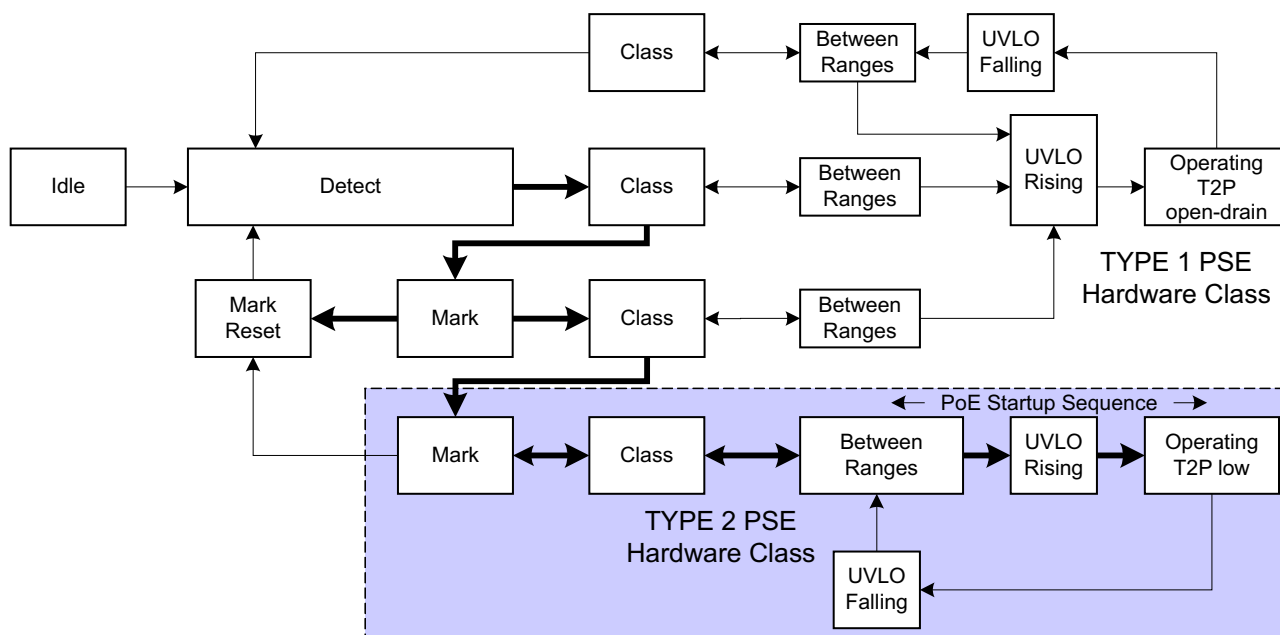 Class
Between
Ranges
UVLO
Falling
Idle
Detect
Class
Between
Ranges
UVLO
Rising
Operating
T2P
open-drain
TYPE 1 PSE
Hardware Class
Mark
Reset
Mark
Class
Between
Ranges
PoE Startup Sequence
Mark
Class
Between
Ranges
UVLO
Rising
Operating
T2P low
TYPE 2 PSE
Hardware Class
UVLO
Falling